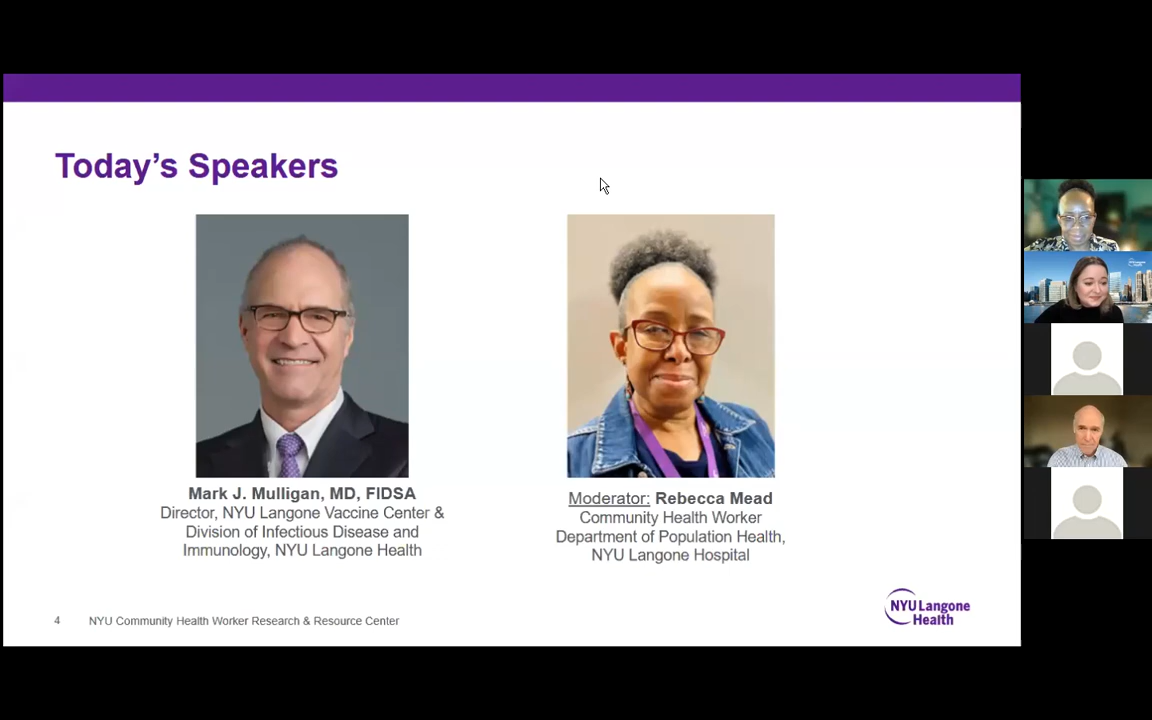 Today's Speakers
Mark J. Mulligan, MD, FIDSA
Director, NYU Langone Vaccine Center &
Division of Infectious Disease and
Immunology, NYU Langone Health
Moderator: Rebecca Mead
Community Health Worker
Department of Population Health,
NYU Langone Hospital
4
NYU Community Health Worker Research & Resource Center
NYU Langone
Health